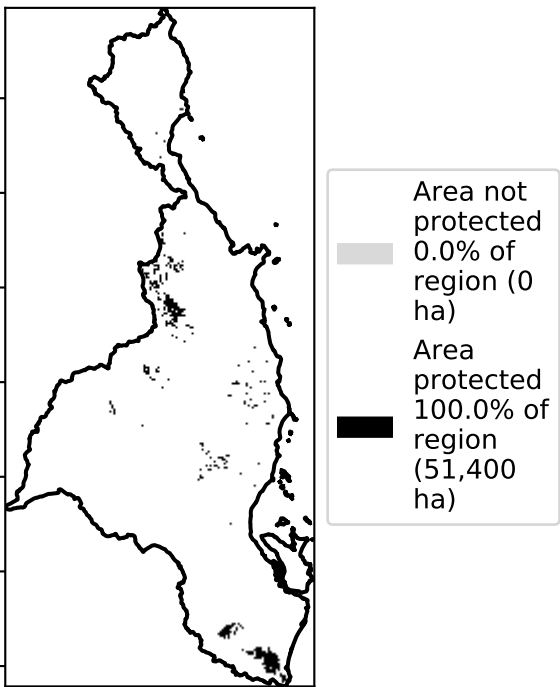 Area not
protected
0.0% of
region (0
ha)
Area
protected
100.0% of
region
(51,400
ha)